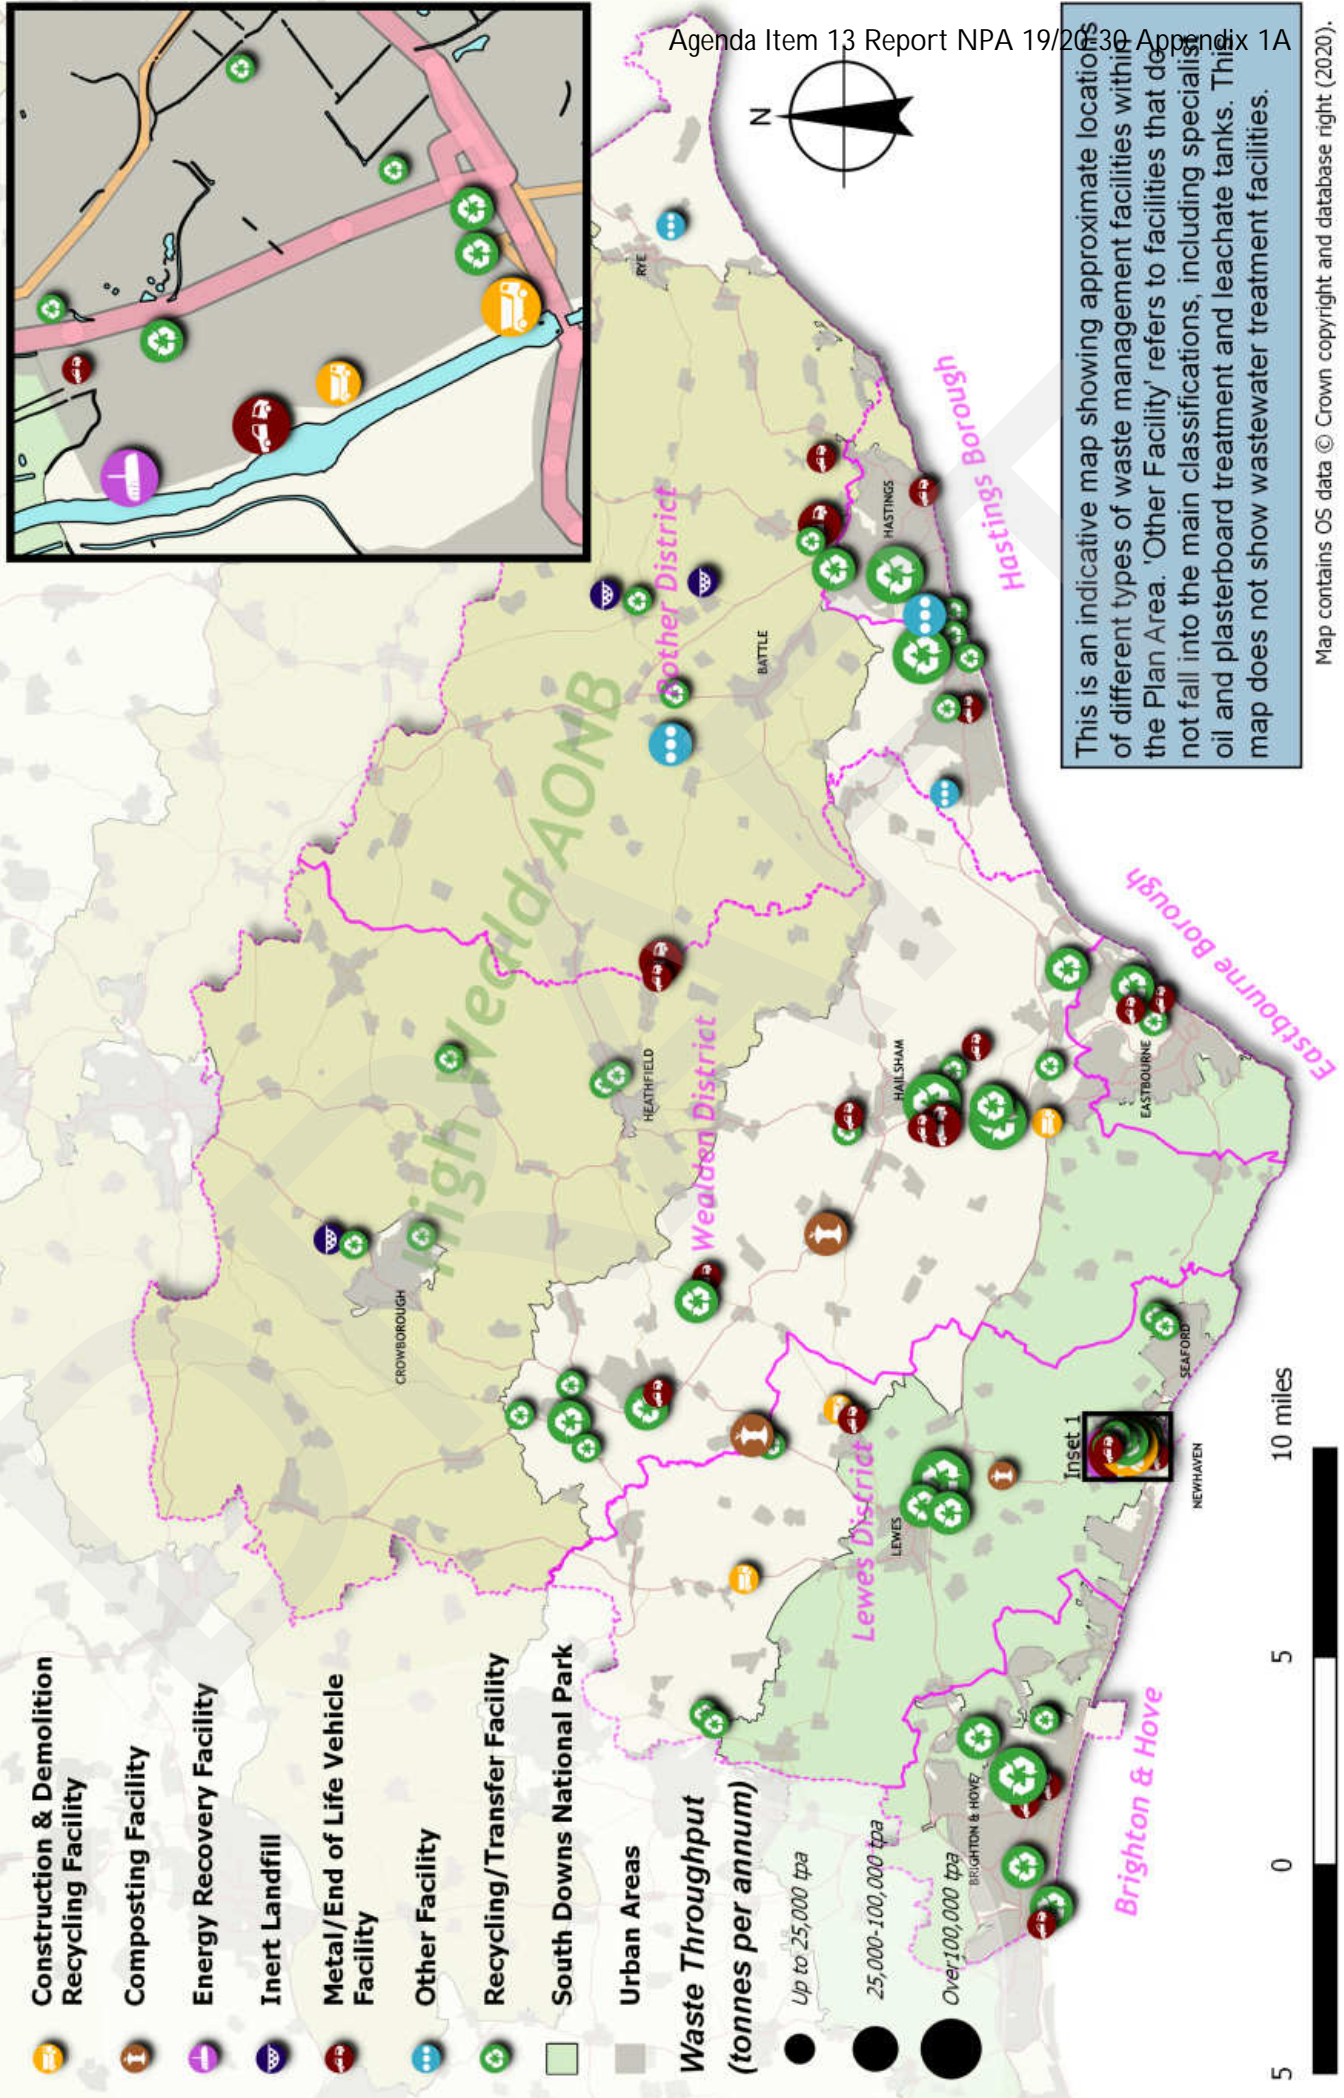 Agenda Item 13 Report NPA 19/20-30 Appendix 1A
Construction & Demolition
Recycling Facility
Composting Facility
Energy Recovery Facility
Inert Landfill
Metal/End of Life Vehicle
Facility
Other Facility
Recycling/Transfer Facility
South Downs National Park
Urban Areas
Waste Throughput
(tonnes per annum)
Up to 25,000 tpa
25,000-100,000 tpa
Over100,000 tpa
CROWBOROUGH
High Weald AONB
HEATHFIELD
Wealden District
Rother District
BATTLE
RYE
N
HASTINGS
Hastings Borough
HAILSHAM
EASTBOURNE
Eastbourne Borough
Lewes District
LEWES
SEAFORD
Inset 1
NEWHAVEN
BRIGHTON & HOVE
Brighton & Hove
This is an indicative map showing approximate locations
of different types of waste management facilities within
the Plan Area. 'Other Facility' refers to facilities that do
not fall into the main classifications, including specialist
oil and plasterboard treatment and leachate tanks. This
map does not show wastewater treatment facilities.
5 0 5 10 miles
Map contains OS data © Crown copyright and database right (2020).
DRAFT